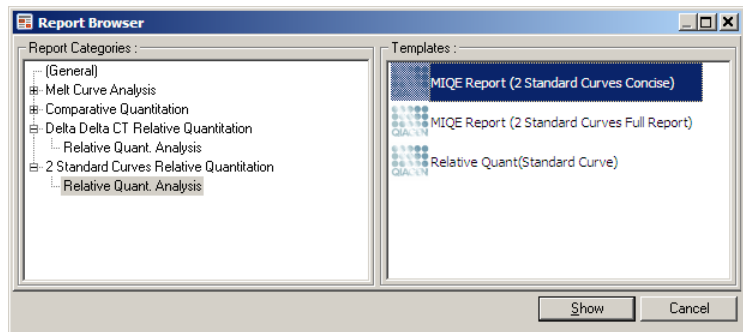 Report Browser
Report Categories :
(General)
Melt Curve Analysis
Comparative Quantitation
Delta Delta CT Relative Quantitation
Relative Quant. Analysis
2 Standard Curves Relative Quantitation
Relative Quant. Analysis
Templates :
MIQE Report (2 Standard Curves Concise)
QIAGEN
MIQE Report (2 Standard Curves Full Report)
QIAGEN
Relative Quant(Standard Curve)
Show
Cancel